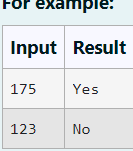 For example:
Input Result
175 Yes
123 No